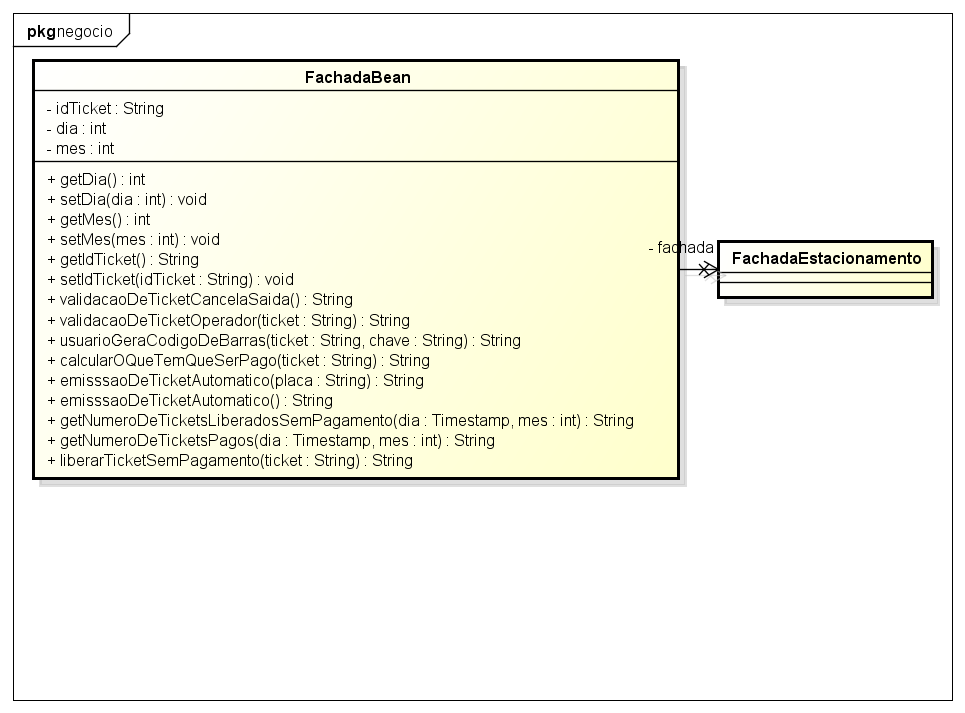 pkg negocio
FachadaBean
- idTicket : String
- dia : int
- mes : int
+ getDia() : int
+ setDia(dia : int) : void
+ getMes() : int
+ setMes(mes : int) : void
+ getIdTicket() : String
+ setIdTicket(idTicket : String) : void
+ validacaoDeTicketCancelaSaida() : String
+ validacaoDeTicketOperador(ticket : String) : String
+ usuarioGeraCodigoDeBarras(ticket : String, chave : String) : String
+ calcularOQueTemQueSerPago(ticket : String) : String
+ emisssaoDeTicketAutomatico(placa : String) : String
+ emisssaoDeTicketAutomatico() : String
+ getNumeroDeTicketsLiberadosSemPagamento(dia : Timestamp, mes : int) : String
+ getNumeroDeTicketsPagos(dia : Timestamp, mes : int) : String
+ liberarTicketSemPagamento(ticket : String) : String
- fachada
FachadaEstacionamento